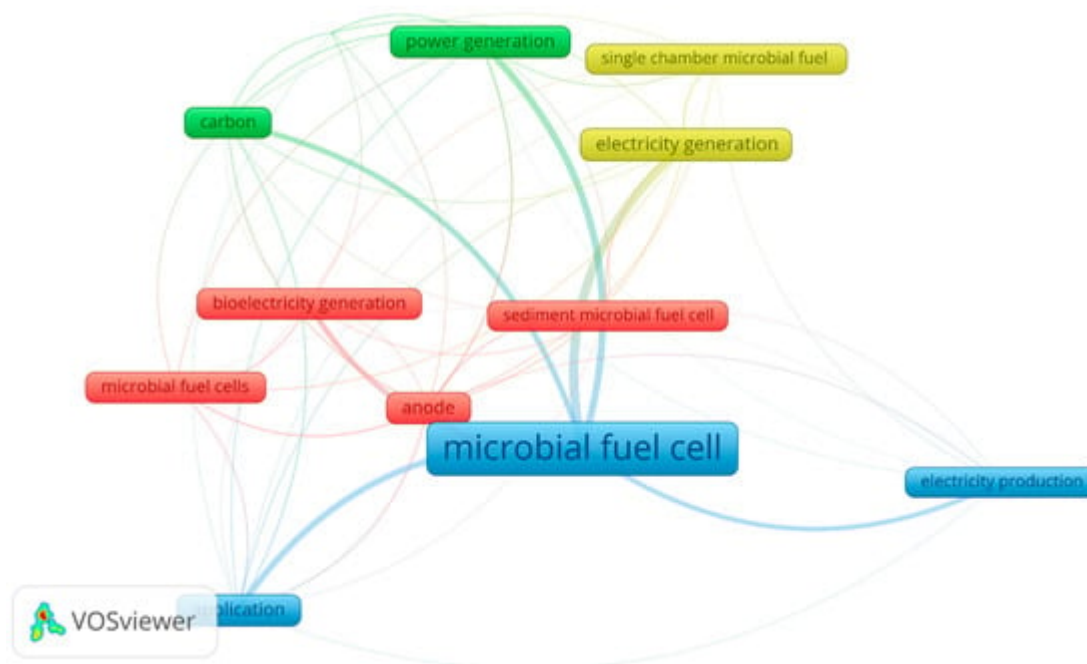 power generation
single chamber microbial fuel
carbon
electricity generation
bioelectricity generation
sediment microbial fuel cell
microbial fuel cells
anode
microbial fuel cell
electricity production
application
VOSviewer